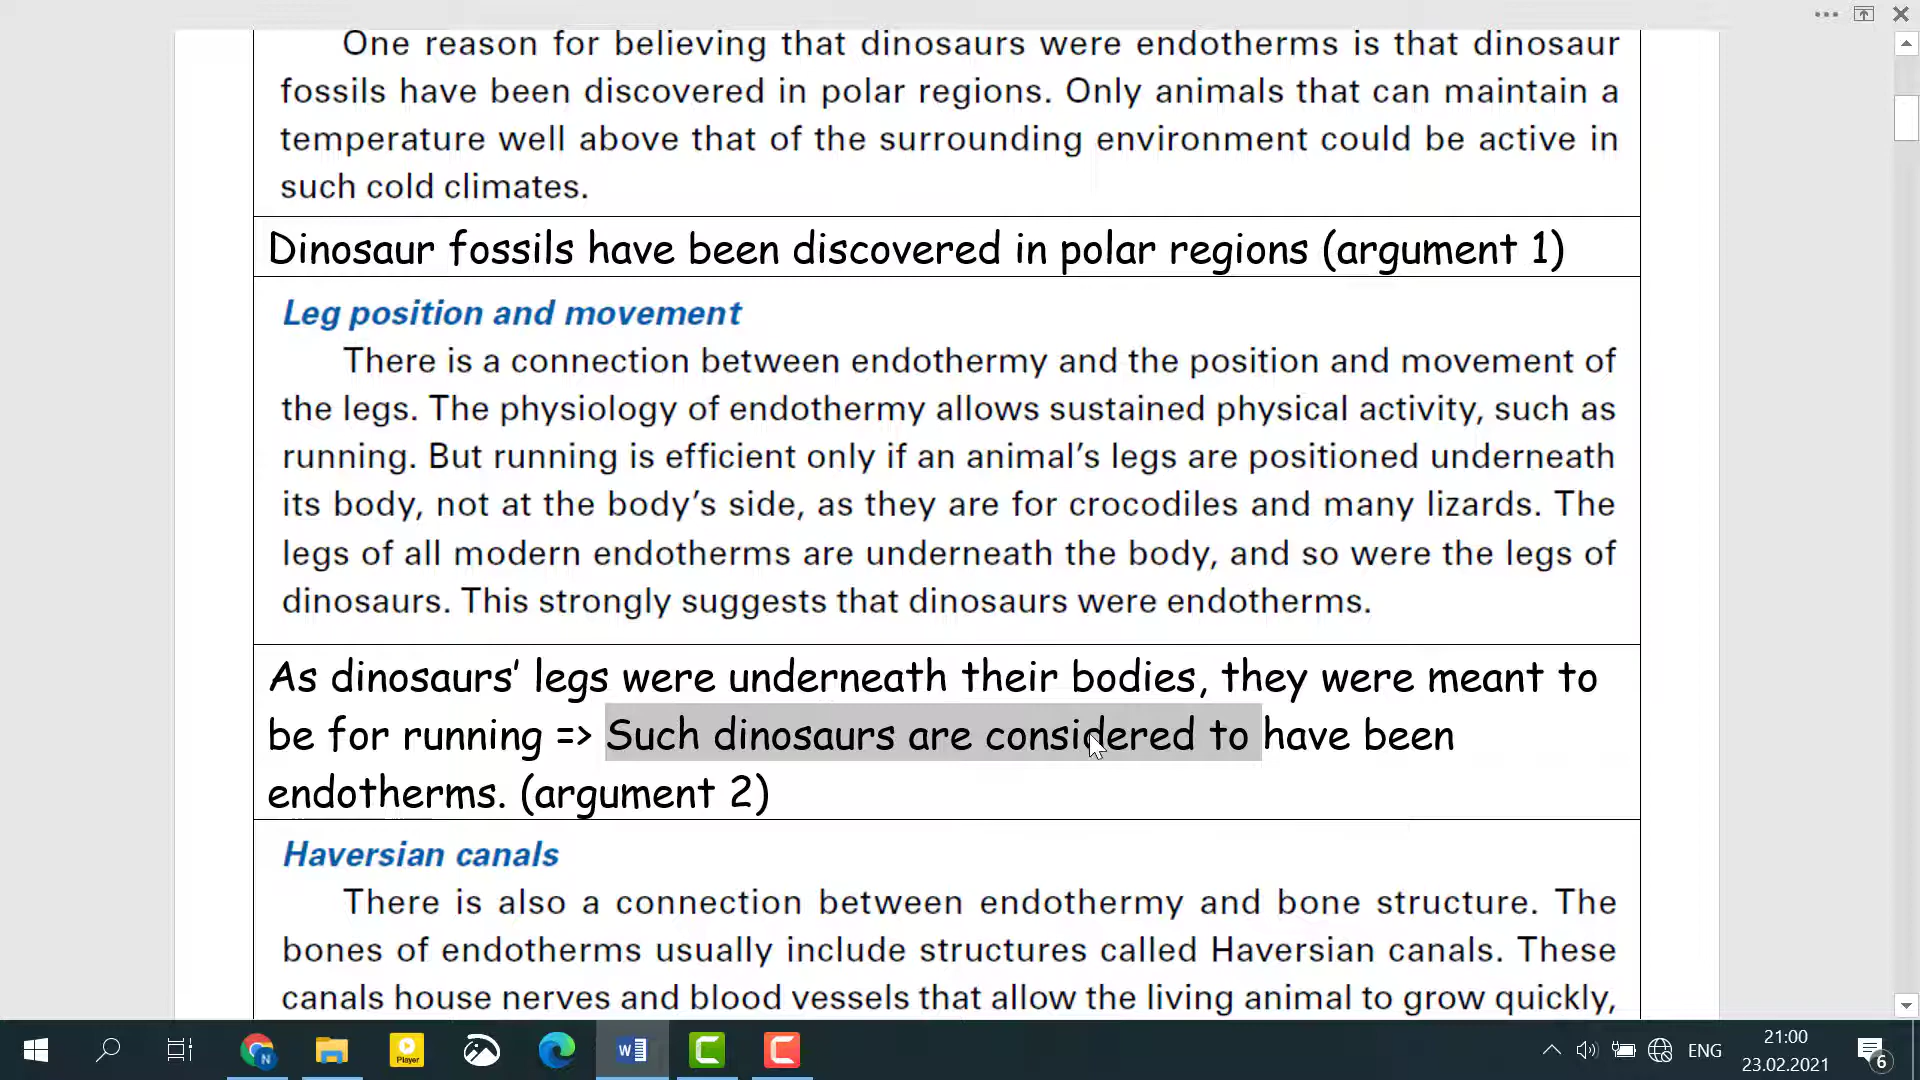 One reason for believing that dinosaurs were endotherms is that dinosaur
fossils have been discovered in polar regions. Only animals that can maintain a
temperature well above that of the surrounding environment could be active in
such cold climates.
Dinosaur fossils have been discovered in polar regions (argument 1)
Leg position and movement
There is a connection between endothermy and the position and movement of
the legs. The physiology of endothermy allows sustained physical activity, such as
running. But running is efficient only if an animal's legs are positioned underneath
its body, not at the body's side, as they are for crocodiles and many lizards. The
legs of all modern endotherms are underneath the body, and so were the legs of
dinosaurs. This strongly suggests that dinosaurs were endotherms.
As dinosaurs' legs were underneath their bodies, they were meant to
be for running => Such dinosaurs are considered to have been
endotherms. (argument 2)
Haversian canals
There is also a connection between endothermy and bone structure. The
bones of endotherms usually include structures called Haversian canals. These
canals house nerves and blood vessels that allow the living animal to grow quickly,
N
Player
W
ENG
21:00
23.02.2021
6